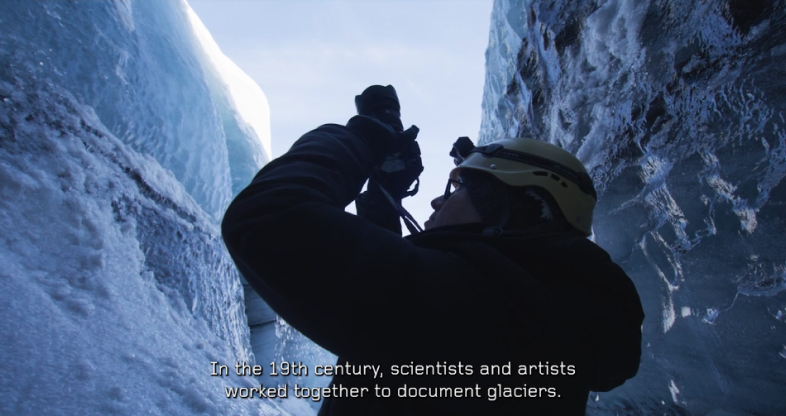 In the 19th century, scientists and artists
worked together to document glaciers.